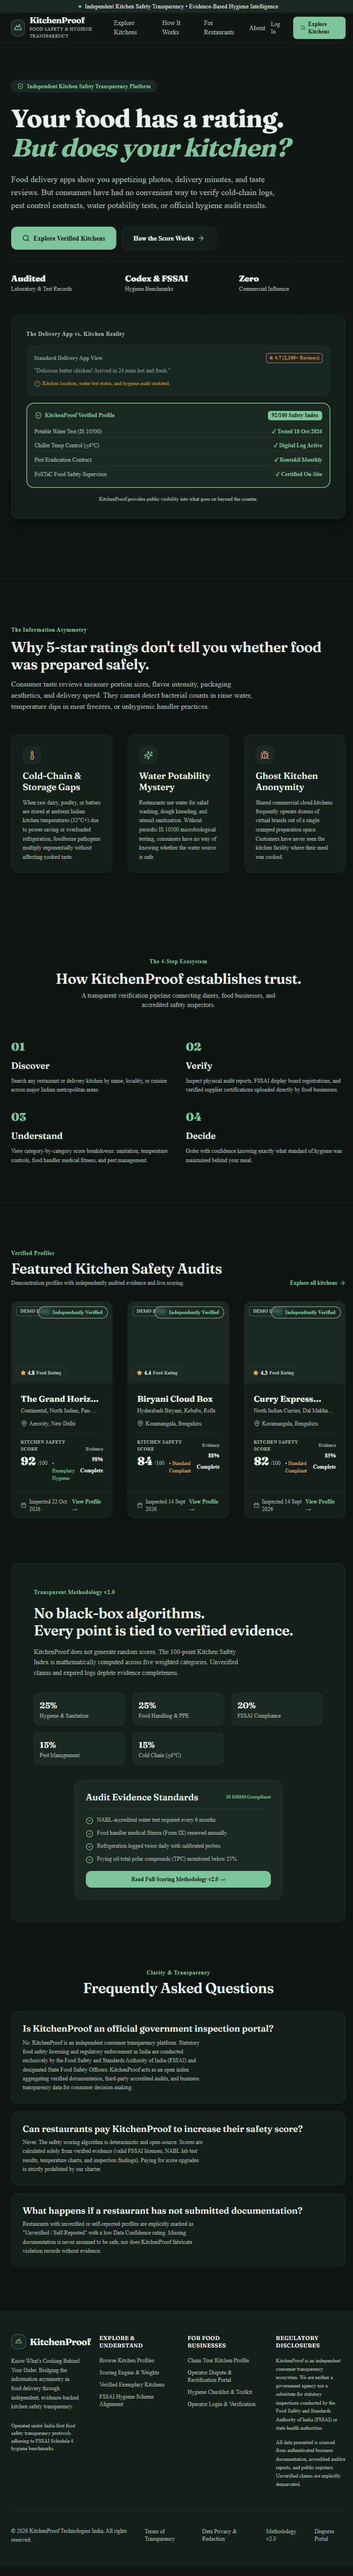 Independent Kitchen Safety Transparency • Evidence-Based Hygiene Intelligence
KitchenProof
FOOD SAFETY & HYGIENE
TRANSPARENCY
Explore
Kitchens
How It
Works
For
Restaurants
About
Log
In
Explore
Kitchens
Independent Kitchen Safety Transparency Platform
Your food has a rating.
But does your kitchen?
Food delivery apps show you appetizing photos, delivery minutes, and taste
reviews. But consumers have had no convenient way to verify cold-chain logs,
pest control contracts, water potability tests, or official hygiene audit results.
Explore Verified Kitchens
How the Score Works →
Audited
Laboratory & Test Records
Codex & FSSAI
Hygiene Benchmarks
Zero
Commercial Influence
The Delivery App vs. Kitchen Reality
Standard Delivery App View
★ 4.7 (2,100+ Reviews)
"Delicious butter chicken! Arrived in 24 mins hot and fresh."
Kitchen location, water test status, and hygiene audit unstated.
KitchenProof Verified Profile
92/100 Safety Index
Potable Water Test (IS 10500)
✓ Tested 18 Oct 2026
Chiller Temp Control (≤4°C)
✓ Digital Log Active
Pest Eradication Contract
✓ Rentokil Monthly
FoSTaC Food Safety Supervisor
✓ Certified On-Site
KitchenProof provides public visibility into what goes on beyond the counter.
The Information Asymmetry
Why 5-star ratings don't tell you whether food
was prepared safely.
Consumer taste reviews measure portion sizes, flavor intensity, packaging
aesthetics, and delivery speed. They cannot detect bacterial counts in rinse water,
temperature dips in meat freezers, or unhygienic handler practices.
Cold-Chain &
Storage Gaps
When raw dairy, poultry, or batters
are stored at ambient Indian
kitchen temperatures (32°C+) due
to power-saving or overloaded
refrigeration, foodborne pathogens
multiply exponentially without
affecting cooked taste.
Water Potability
Mystery
Restaurants use water for salad
washing, dough kneading, and
utensil sanitization. Without
periodic IS 10500 microbiological
testing, consumers have no way of
knowing whether the water source
is safe.
Ghost Kitchen
Anonymity
Shared commercial cloud kitchens
frequently operate dozens of
virtual brands out of a single
cramped preparation space.
Customers have never seen the
kitchen facility where their meal
was cooked.
The 4-Step Ecosystem
How KitchenProof establishes trust.
A transparent verification pipeline connecting diners, food businesses, and
accredited safety inspectors.
01
Discover
Search any restaurant or delivery kitchen by name, locality, or cuisine
across major Indian metropolitan areas.
02
Verify
Inspect physical audit reports, FSSAI display board registrations, and
verified supplier certifications uploaded directly by food businesses.
03
Understand
View category-by-category score breakdowns: sanitation, temperature
controls, food handler medical fitness, and pest management.
04
Decide
Order with confidence knowing exactly what standard of hygiene was
maintained behind your meal.
Verified Profiles
Featured Kitchen Safety Audits
Demonstration profiles with independently audited evidence and live scoring.
Explore all kitchens →
DEMO
Independently Verified
★ 4.8 Food Rating
The Grand Horiz...
Continental, North Indian, Pan-...
Aerocity, New Delhi
KITCHEN SAFETY
SCORE
92 /100
• Exemplary
Hygiene
Evidence
98%
Complete
Inspected 22 Oct
2026
View Profile
→
DEMO
Independently Verified
★ 4.4 Food Rating
Biryani Cloud Box
Hyderabadi Biryani, Kebabs, Rolls
Koramangala, Bengaluru
KITCHEN SAFETY
SCORE
84 /100
• Standard
Compliant
Evidence
88%
Complete
Inspected 14 Sept
2026
View Profile
→
DEMO
Independently Verified
★ 4.3 Food Rating
Curry Express...
North Indian Curries, Dal Makha...
Koramangala, Bengaluru
KITCHEN SAFETY
SCORE
82 /100
• Standard
Compliant
Evidence
85%
Complete
Inspected 14 Sept
2026
View Profile
→
Transparent Methodology v2.0
No black-box algorithms.
Every point is tied to verified evidence.
KitchenProof does not generate random scores. The 100-point Kitchen Safety
Index is mathematically computed across five weighted categories. Unverified
claims and expired logs deplete evidence completeness.
25%
Hygiene & Sanitation
25%
Food Handling & PPE
20%
FSSAI Compliance
15%
Pest Management
15%
Cold Chain (≤4°C)
Audit Evidence Standards
IS 10500 Compliant
NABL-accredited water test required every 6 months.
Food handler medical fitness (Form IX) renewed annually.
Refrigeration logged twice daily with calibrated probes.
Frying oil total polar compounds (TPC) monitored below 25%.
Read Full Scoring Methodology v2.0 →
Clarity & Transparency
Frequently Asked Questions
Is KitchenProof an official government inspection portal?
No. KitchenProof is an independent consumer transparency platform. Statutory
food safety licensing and regulatory enforcement in India are conducted
exclusively by the Food Safety and Standards Authority of India (FSSAI) and
designated State Food Safety Officers. KitchenProof acts as an open index
aggregating verified documentation, third-party accredited audits, and business
transparency data for consumer decision-making.
Can restaurants pay KitchenProof to increase their safety score?
Never. The safety scoring algorithm is deterministic and open-source. Scores are
calculated solely from verified evidence (valid FSSAI licenses, NABL lab test
results, temperature charts, and inspection findings). Paying for score upgrades
is strictly prohibited by our charter.
What happens if a restaurant has not submitted documentation?
Restaurants with unverified or self-reported profiles are explicitly marked as
"Unverified / Self-Reported" with a low Data Confidence rating. Missing
documentation is never assumed to be safe, nor does KitchenProof fabricate
violation records without evidence.
KitchenProof
Know What's Cooking Behind
Your Order. Bridging the
information asymmetry in
food delivery through
independent, evidence-backed
kitchen safety transparency.
Operated under India-first food
safety transparency protocols
adhering to FSSAI Schedule 4
hygiene benchmarks.
EXPLORE &
UNDERSTAND
Browse Kitchen Profiles
Scoring Engine & Weights
Verified Exemplary Kitchens
FSSAI Hygiene Scheme
Alignment
FOR FOOD
BUSINESSES
Claim Your Kitchen Profile
Operator Dispute &
Rectification Portal
Hygiene Checklist & Toolkit
Operator Login & Verification
REGULATORY
DISCLOSURES
KitchenProof is an independent
consumer transparency
ecosystem. We are neither a
government agency nor a
substitute for statutory
inspections conducted by the
Food Safety and Standards
Authority of India (FSSAI) or
state health authorities.
All data presented is sourced
from authenticated business
documentation, accredited auditor
reports, and public registers.
Unverified claims are explicitly
demarcated.
© 2026 KitchenProof Technologies India. All rights
reserved.
Terms of
Transparency
Data Privacy &
Redaction
Methodology
v2.0
Disputes
Portal